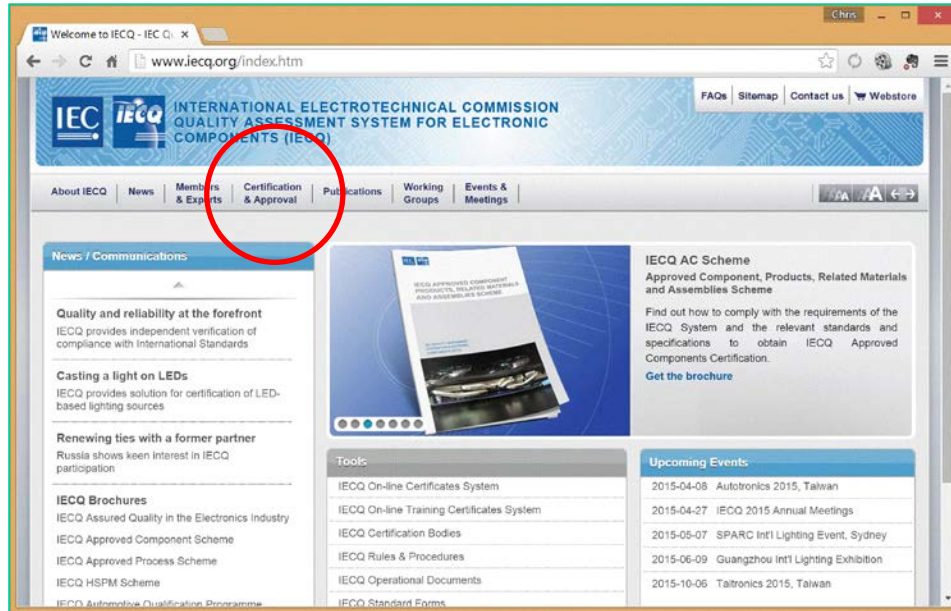 Chris
Welcome to IECQ - IEC Qu
www.iecq.org/index.htm
IEC IECQ
INTERNATIONAL ELECTROTECHNICAL COMMISSION
QUALITY ASSESSMENT SYSTEM FOR ELECTRONIC
COMPONENTS (IECQ)
FAQs Sitemap Contact us Webstore
About IECQ News Members & Experts Certification & Approval Publications Working Groups Events & Meetings
AA AA
News / Communications
Quality and reliability at the forefront
IECQ provides independent verification of
compliance with International Standards
Casting a light on LEDs
IECQ provides solution for certification of LED-
based lighting sources
Renewing ties with a former partner
Russia shows keen interest in IECQ
participation
IECQ Brochures
IECQ Assured Quality in the Electronics Industry
IECQ Approved Component Scheme
IECQ Approved Process Scheme
IECQ HSPM Scheme
IECQ Automotive Qualification Programme
IECQ APPROVED COMPONENT
PRODUCTS, RELATED MATERIALS
AND ASSEMBLIES SCHEME
IECQ AC Scheme
Approved Component, Products, Related Materials
and Assemblies Scheme
Find out how to comply with the requirements of the
IECQ System and the relevant standards and
specifications to obtain IECQ Approved
Components Certification.
Get the brochure
Tools
IECQ On-line Certificates System
IECQ On-line Training Certificates System
IECQ Certification Bodies
IECQ Rules & Procedures
IECQ Operational Documents
IECQ Standard Forms
Upcoming Events
2015-04-08 Autotronics 2015, Taiwan
2015-04-27 IECQ 2015 Annual Meetings
2015-05-07 SPARC Int'l Lighting Event, Sydney
2015-06-09 Guangzhou Int'l Lighting Exhibition
2015-10-06 Taitronics 2015, Taiwan